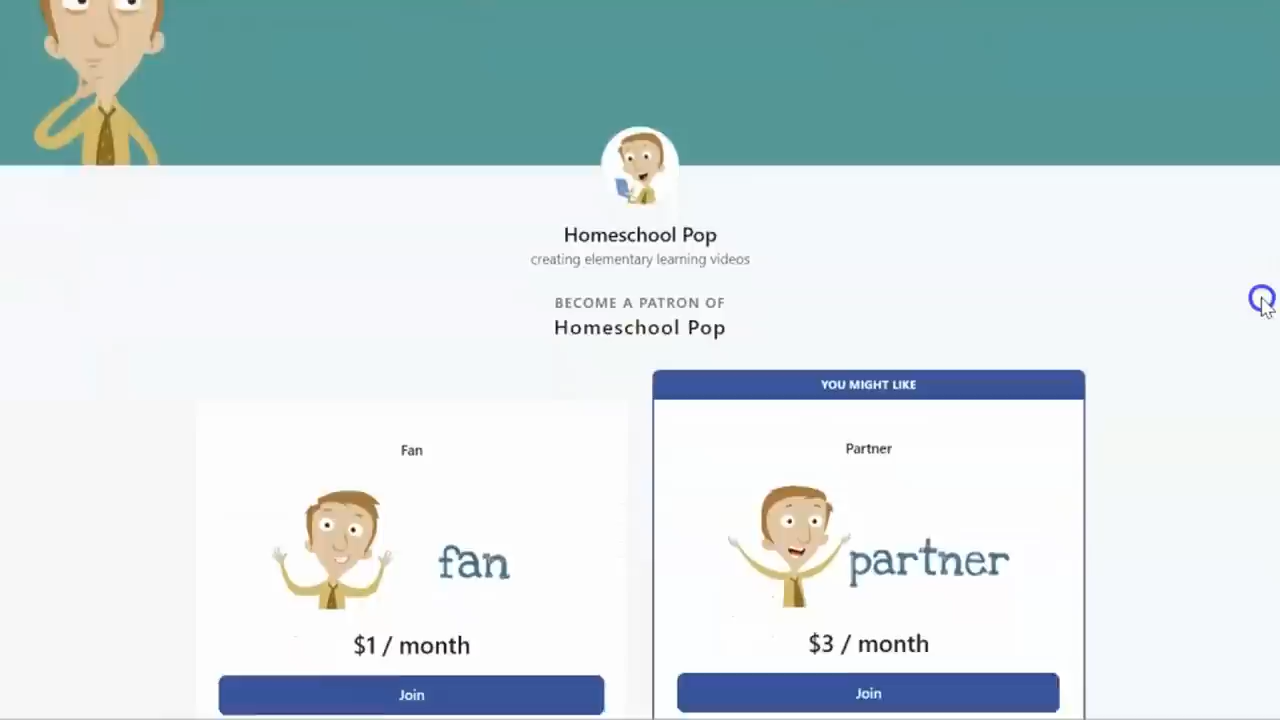 Homeschool Pop
creating elementary learning videos
BECOME A PATRON OF
Homeschool Pop
Fan
fan
$1 / month
Join
YOU MIGHT LIKE
Partner
partner
$3 / month
Join